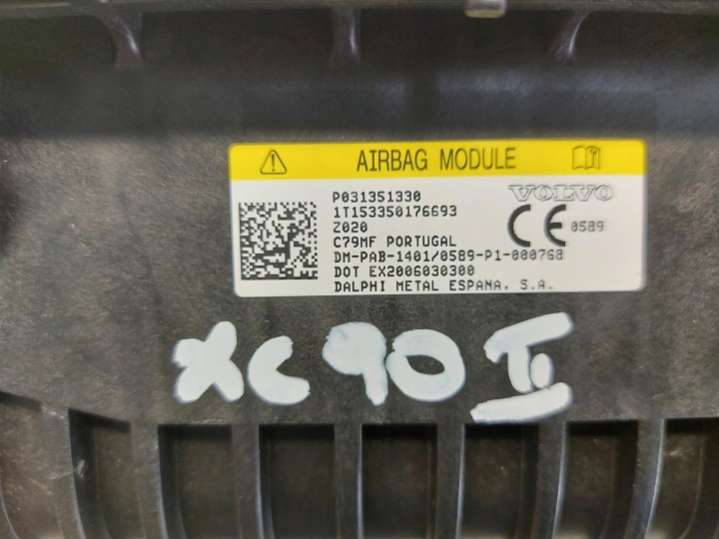 AIRBAG MODULE
P031351330
VOLVO
1T153350176693
Z020
CE 0589
C79MF PORTUGAL
DM-PAB-1401/0589-P1-000768
DOT EX2006030300
DALPHI METAL ESPANA, S.A.
XC90 II